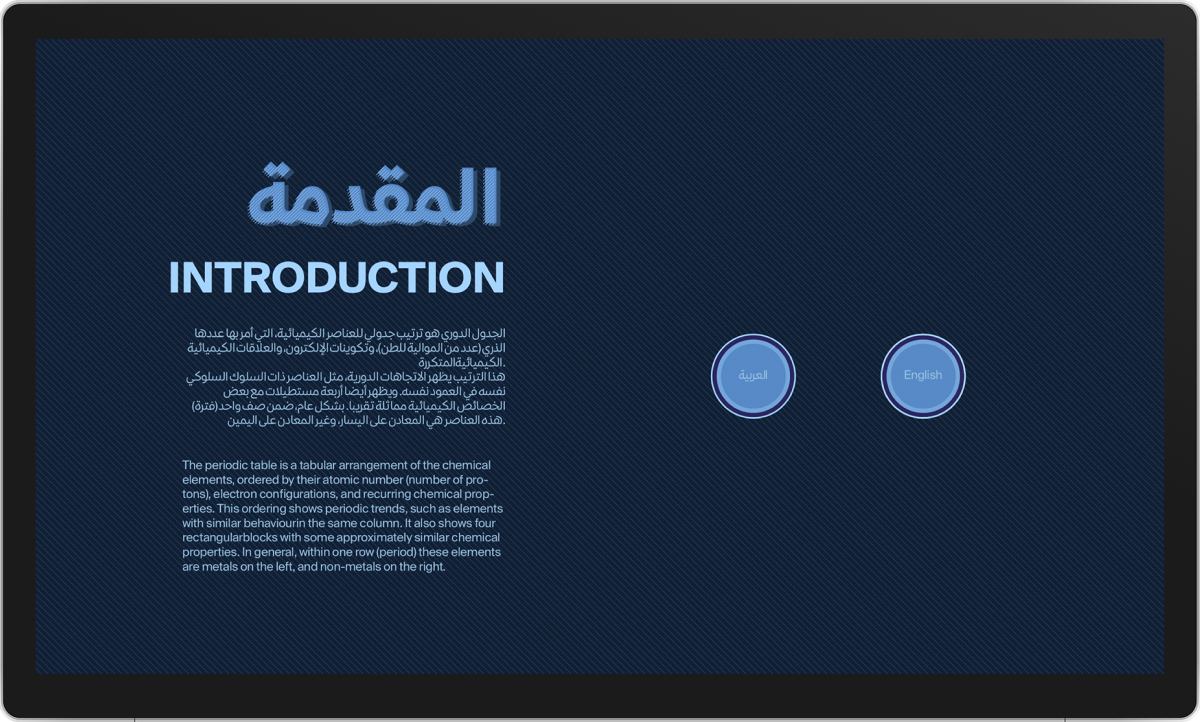 المقدمة
INTRODUCTION
الجدول الدوري هو ترتيب جدولي للعناصر الكيميائية، التي أمر بها عددها
الذري (عدد من الموالية للطن)، وتكوينات الإلكترون، والعلاقات الكيميائية
.الكيميائيةالمتكررة
هذا الترتيب يظهر الاتجاهات الدورية، مثل العناصر ذات السلوك السلوكي
نفسه في العمود نفسه. ويظهر أيضا أربعة مستطيلات مع بعض
الخصائص الكيميائية مماثلة تقريبا. بشكل عام، ضمن صف واحد (فترة)
.هذه العناصر هي المعادن على اليسار، وغير المعادن على اليمين
The periodic table is a tabular arrangement of the chemical
elements, ordered by their atomic number (number of pro-
tons), electron configurations, and recurring chemical prop-
erties. This ordering shows periodic trends, such as elements
with similar behaviourin the same column. It also shows four
rectangularblocks with some approximately similar chemical
properties. In general, within one row (period) these elements
are metals on the left, and non-metals on the right.
العربية
English